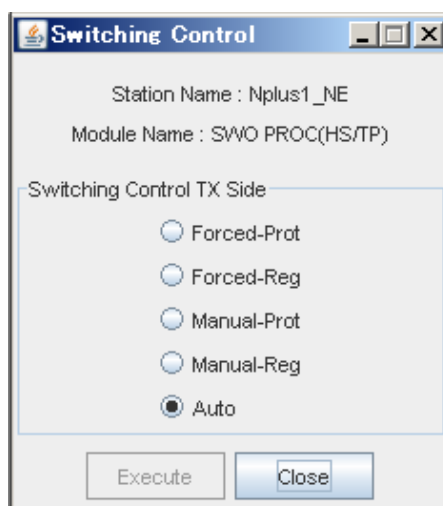 Switching Control
Station Name : Nplus1_NE
Module Name : SWO PROC(HS/TP)
Switching Control TX Side
Forced-Prot
Forced-Reg
Manual-Prot
Manual-Reg
Auto
Execute
Close